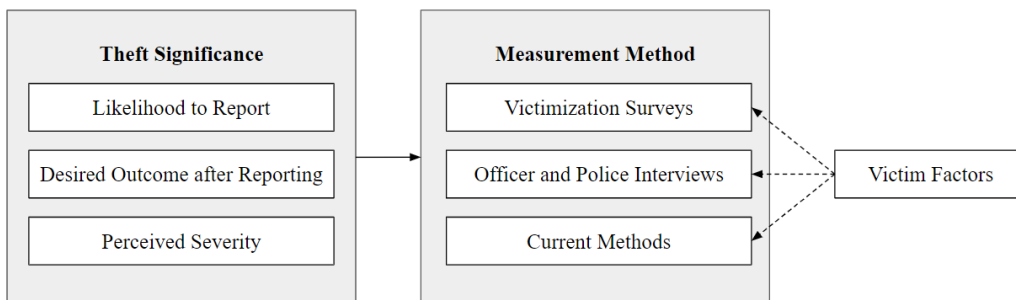 Theft Significance
Likelihood to Report
Desired Outcome after Reporting
Perceived Severity
Measurement Method
Victimization Surveys
Officer and Police Interviews
Current Methods
Victim Factors